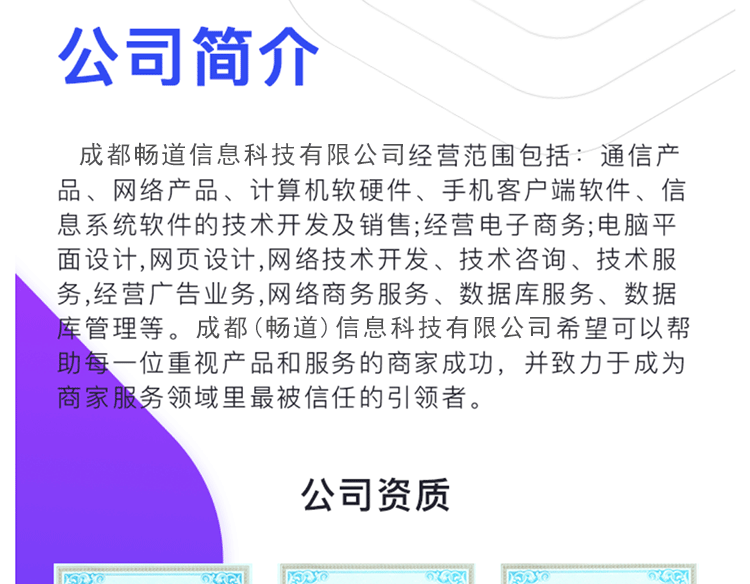 公司简介
成都畅道信息科技有限公司经营范围包括：通信产
品、网络产品、计算机软硬件、手机客户端软件、信
息系统软件的技术开发及销售;经营电子商务;电脑平
面设计,网页设计,网络技术开发、技术咨询、技术服
务,经营广告业务,网络商务服务、数据库服务、数据
库管理等。成都(畅道)信息科技有限公司希望可以帮
助每一位重视产品和服务的商家成功，并致力于成为
商家服务领域里最被信任的引领者。
公司资质